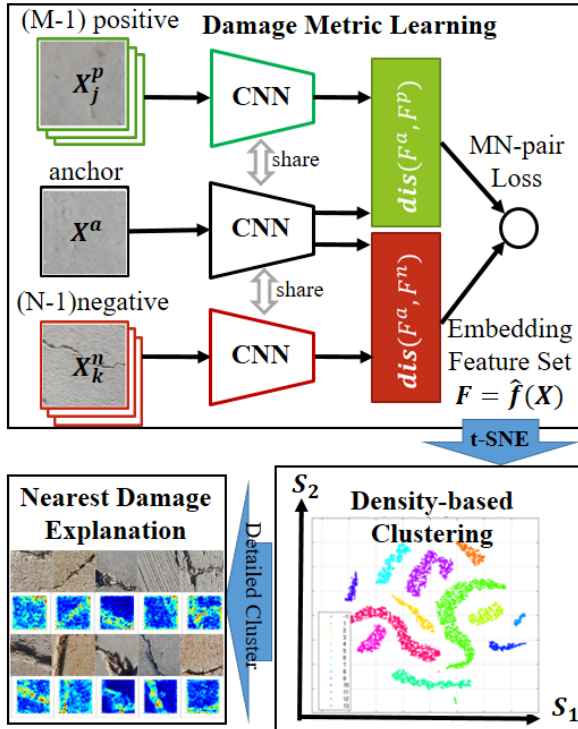 (M-1) positive
Damage Metric Learning
X_j^p
CNN
dis(F^a, F^p)
share
MN-pair
Loss
anchor
X^a
CNN
share
(N-1)negative
X_k^n
CNN
dis(F^a, F^n)
Embedding
Feature Set
F = f̂(X)
t-SNE
Nearest Damage
Explanation
Detailed Cluster
S_2
Density-based
Clustering
S_1